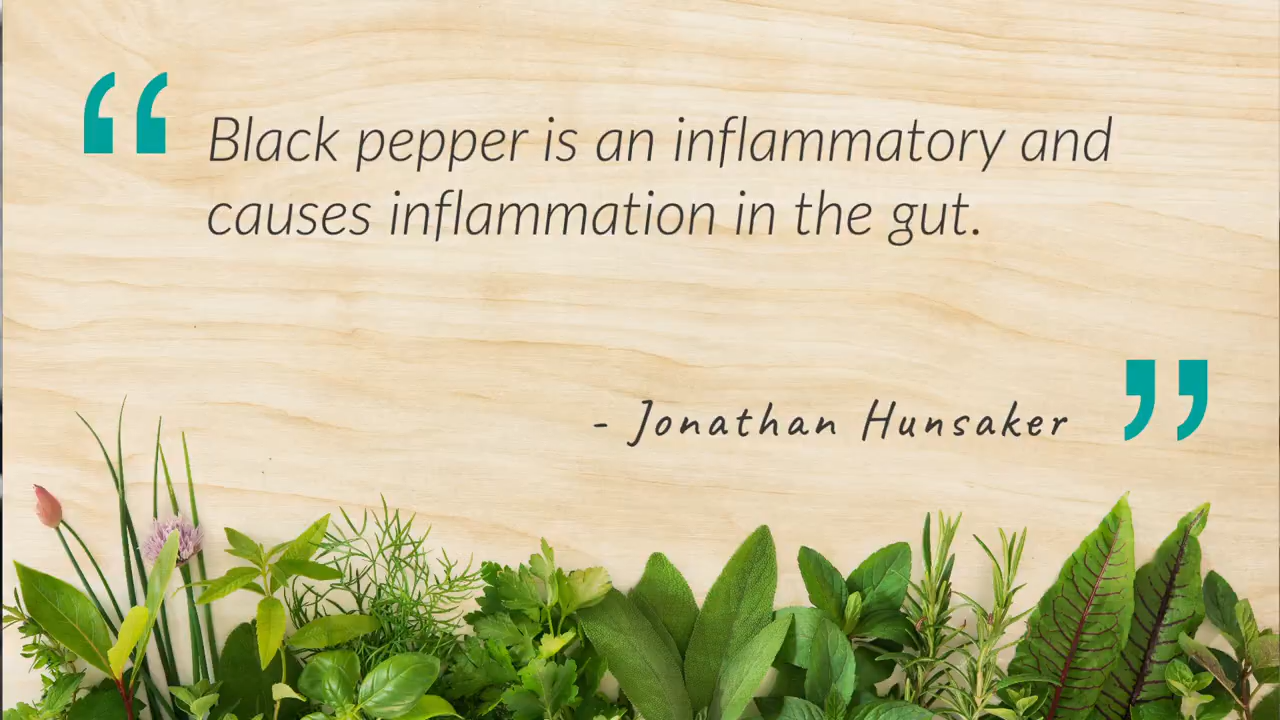 “ Black pepper is an inflammatory and
causes inflammation in the gut.
- Jonathan Hunsaker ”